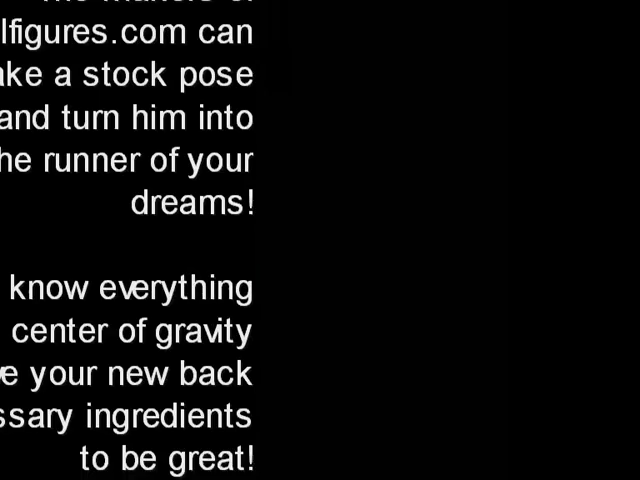 lfigures.com can
ake a stock pose
and turn him into
he runner of your
dreams!
know everything
center of gravity
e your new back
ssary ingredients
to be great!